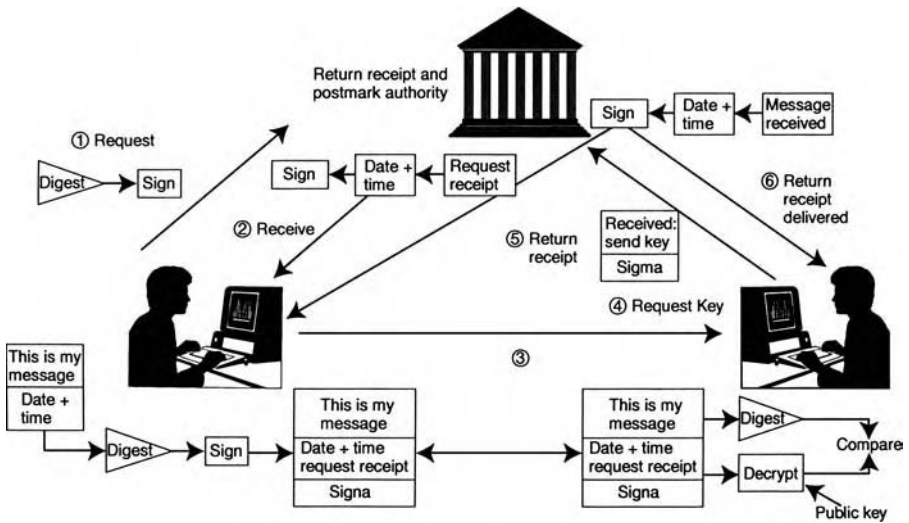 Return receipt and
postmark authority
Sign
Date +
time
Message
received
① Request
Digest
Sign
Sign
Date +
time
Request
receipt
② Receive
⑤ Return
receipt
Received:
send key
Sigma
⑥ Return
receipt
delivered
④ Request Key
③
This is my
message
Date +
time
Digest
Sign
This is my
message
Date + time
request receipt
Signa
This is my
message
Date + time
request receipt
Signa
Digest
Decrypt
Compare
Public key